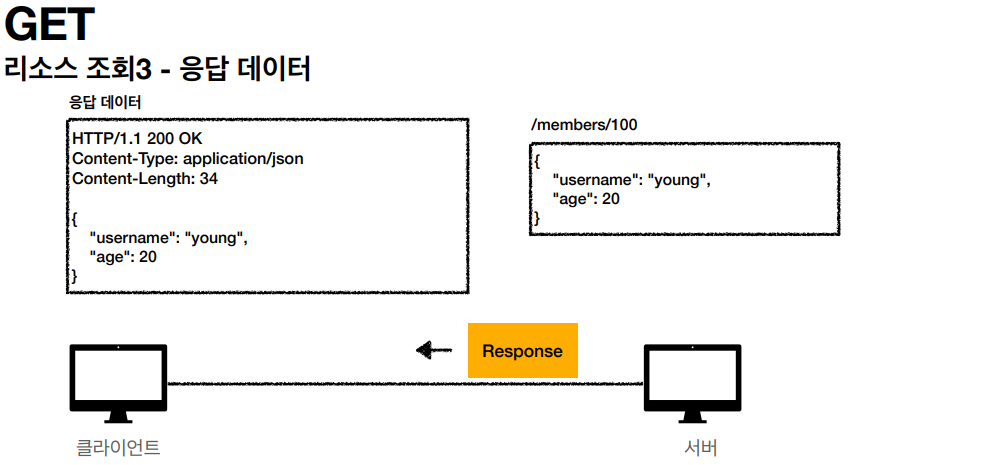 GET
리소스 조회3 - 응답 데이터
응답 데이터
HTTP/1.1 200 OK
Content-Type: application/json
Content-Length: 34
{
"username": "young",
"age": 20
}
/members/100
{
"username": "young",
"age": 20
}
Response
클라이언트
서버